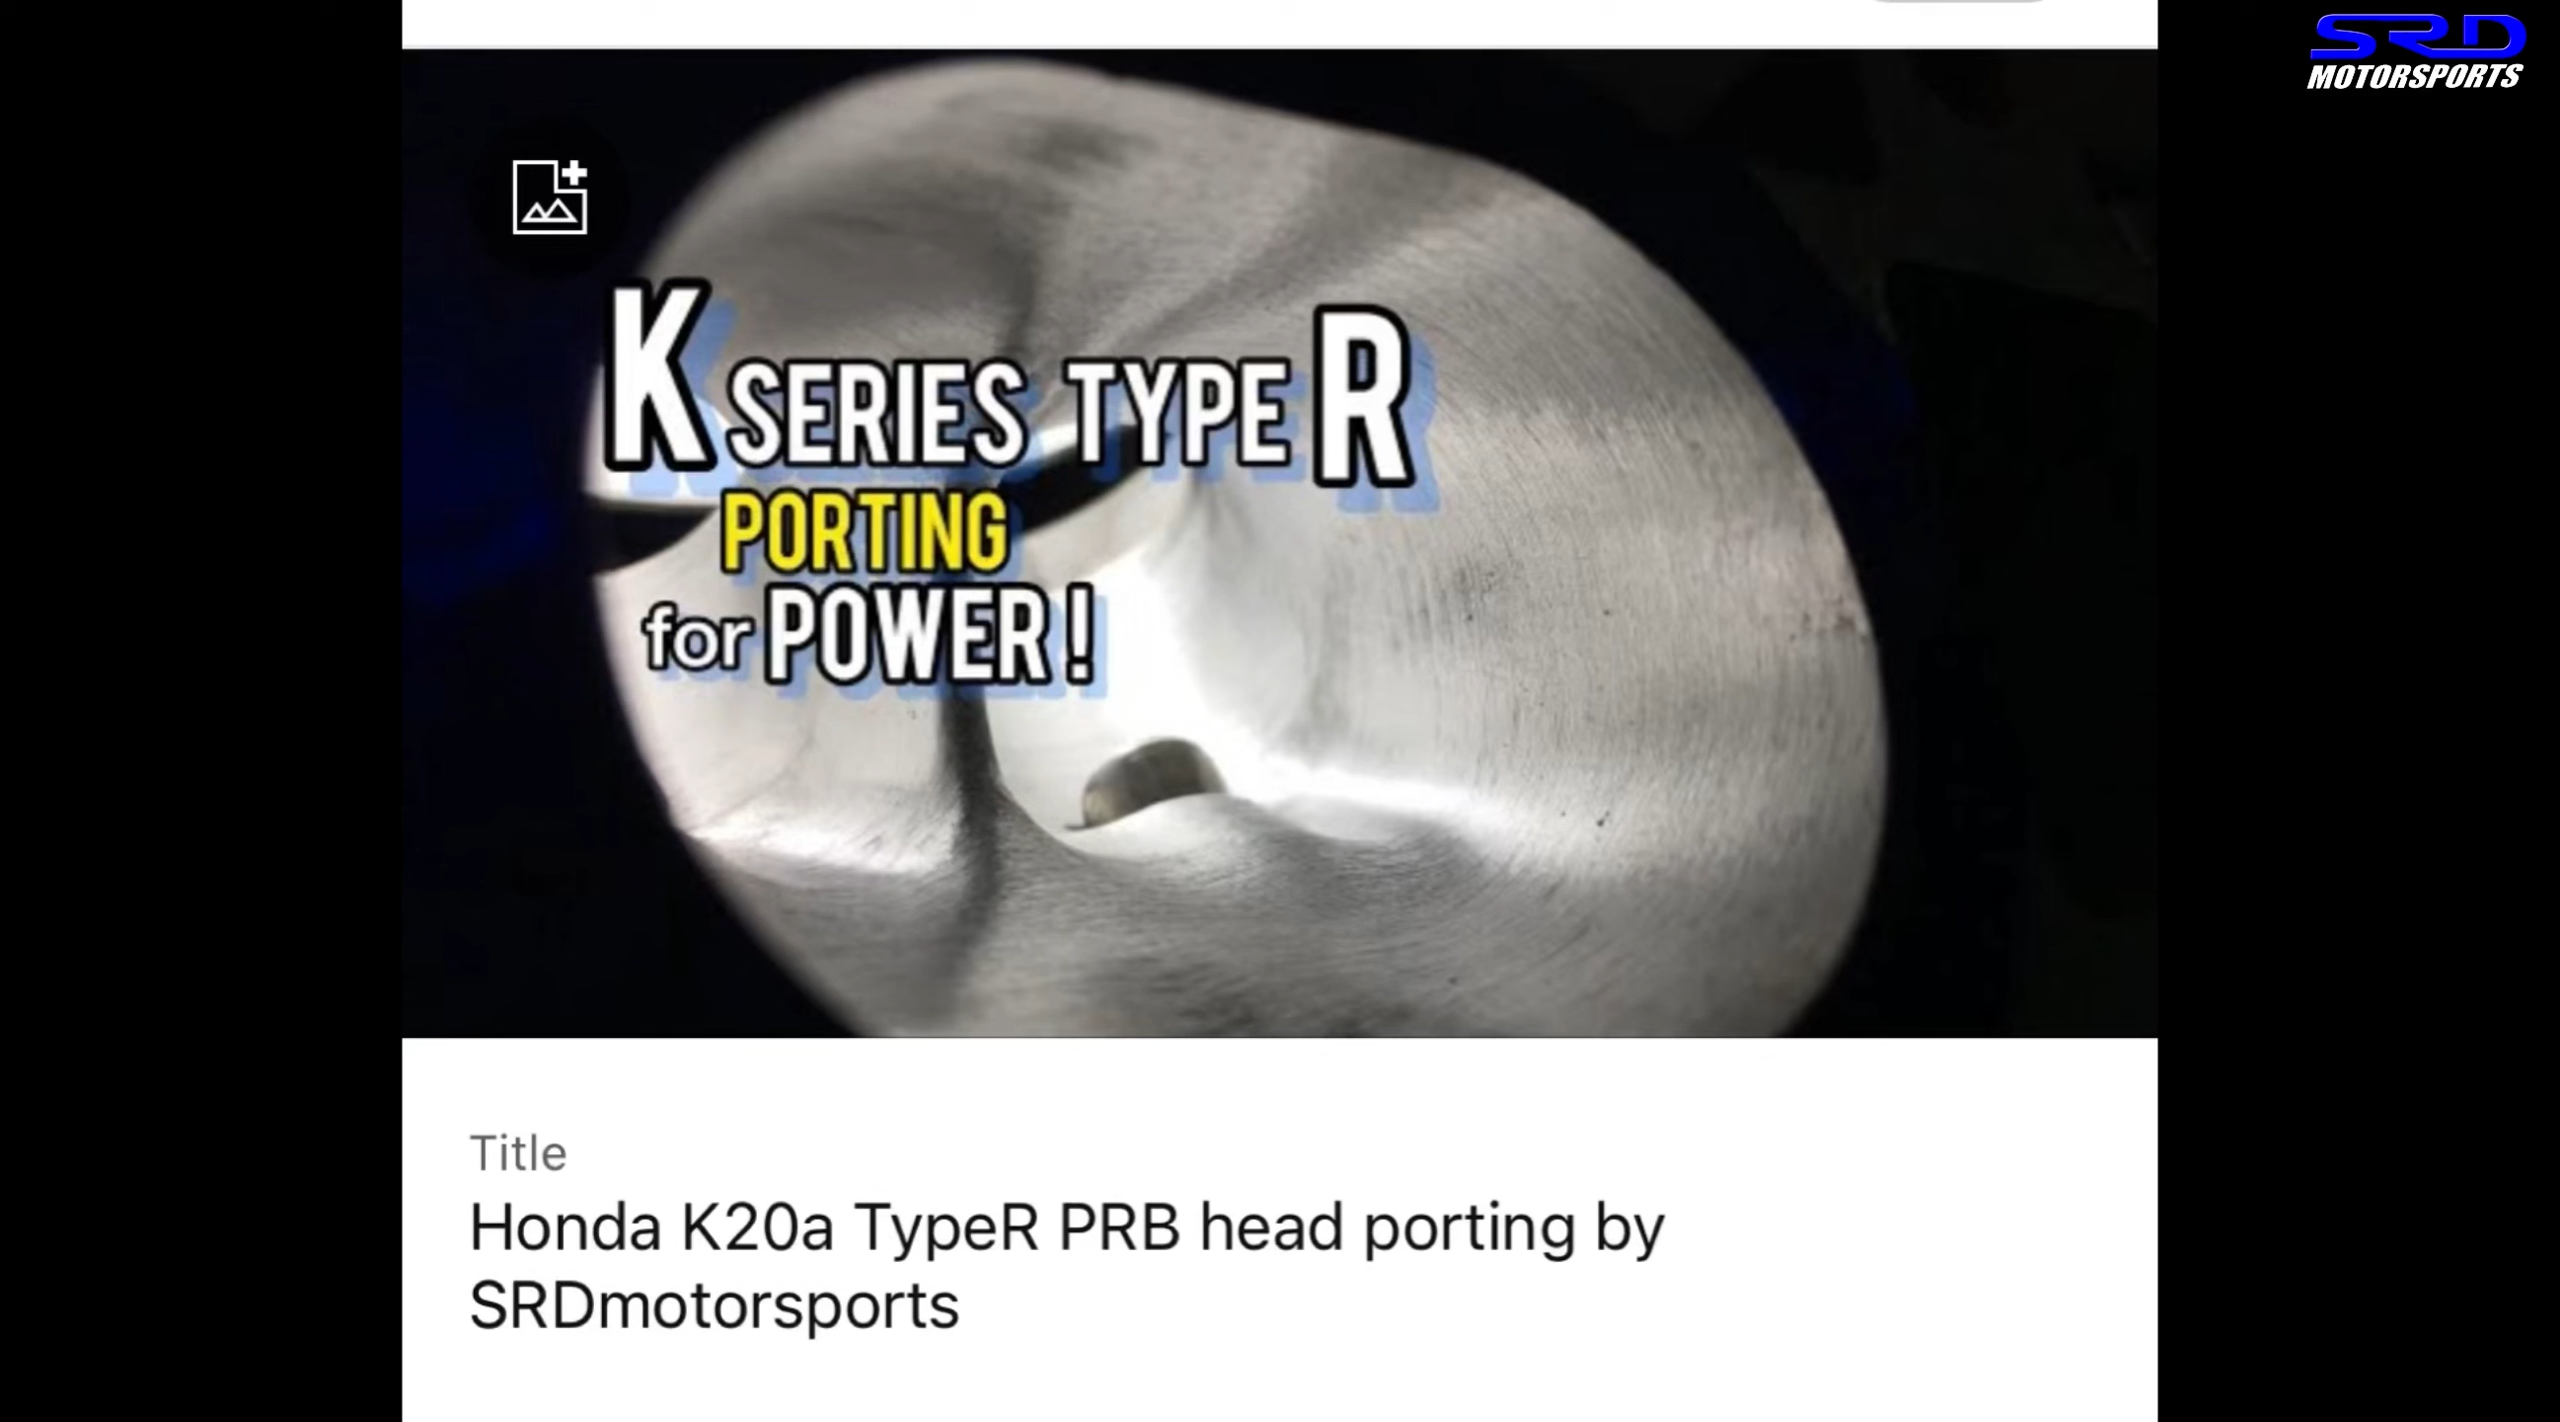 SRD
MOTORSPORTS
K SERIES TYPE R
PORTING
for POWER!
Title
Honda K20a TypeR PRB head porting by
SRDmotorsports